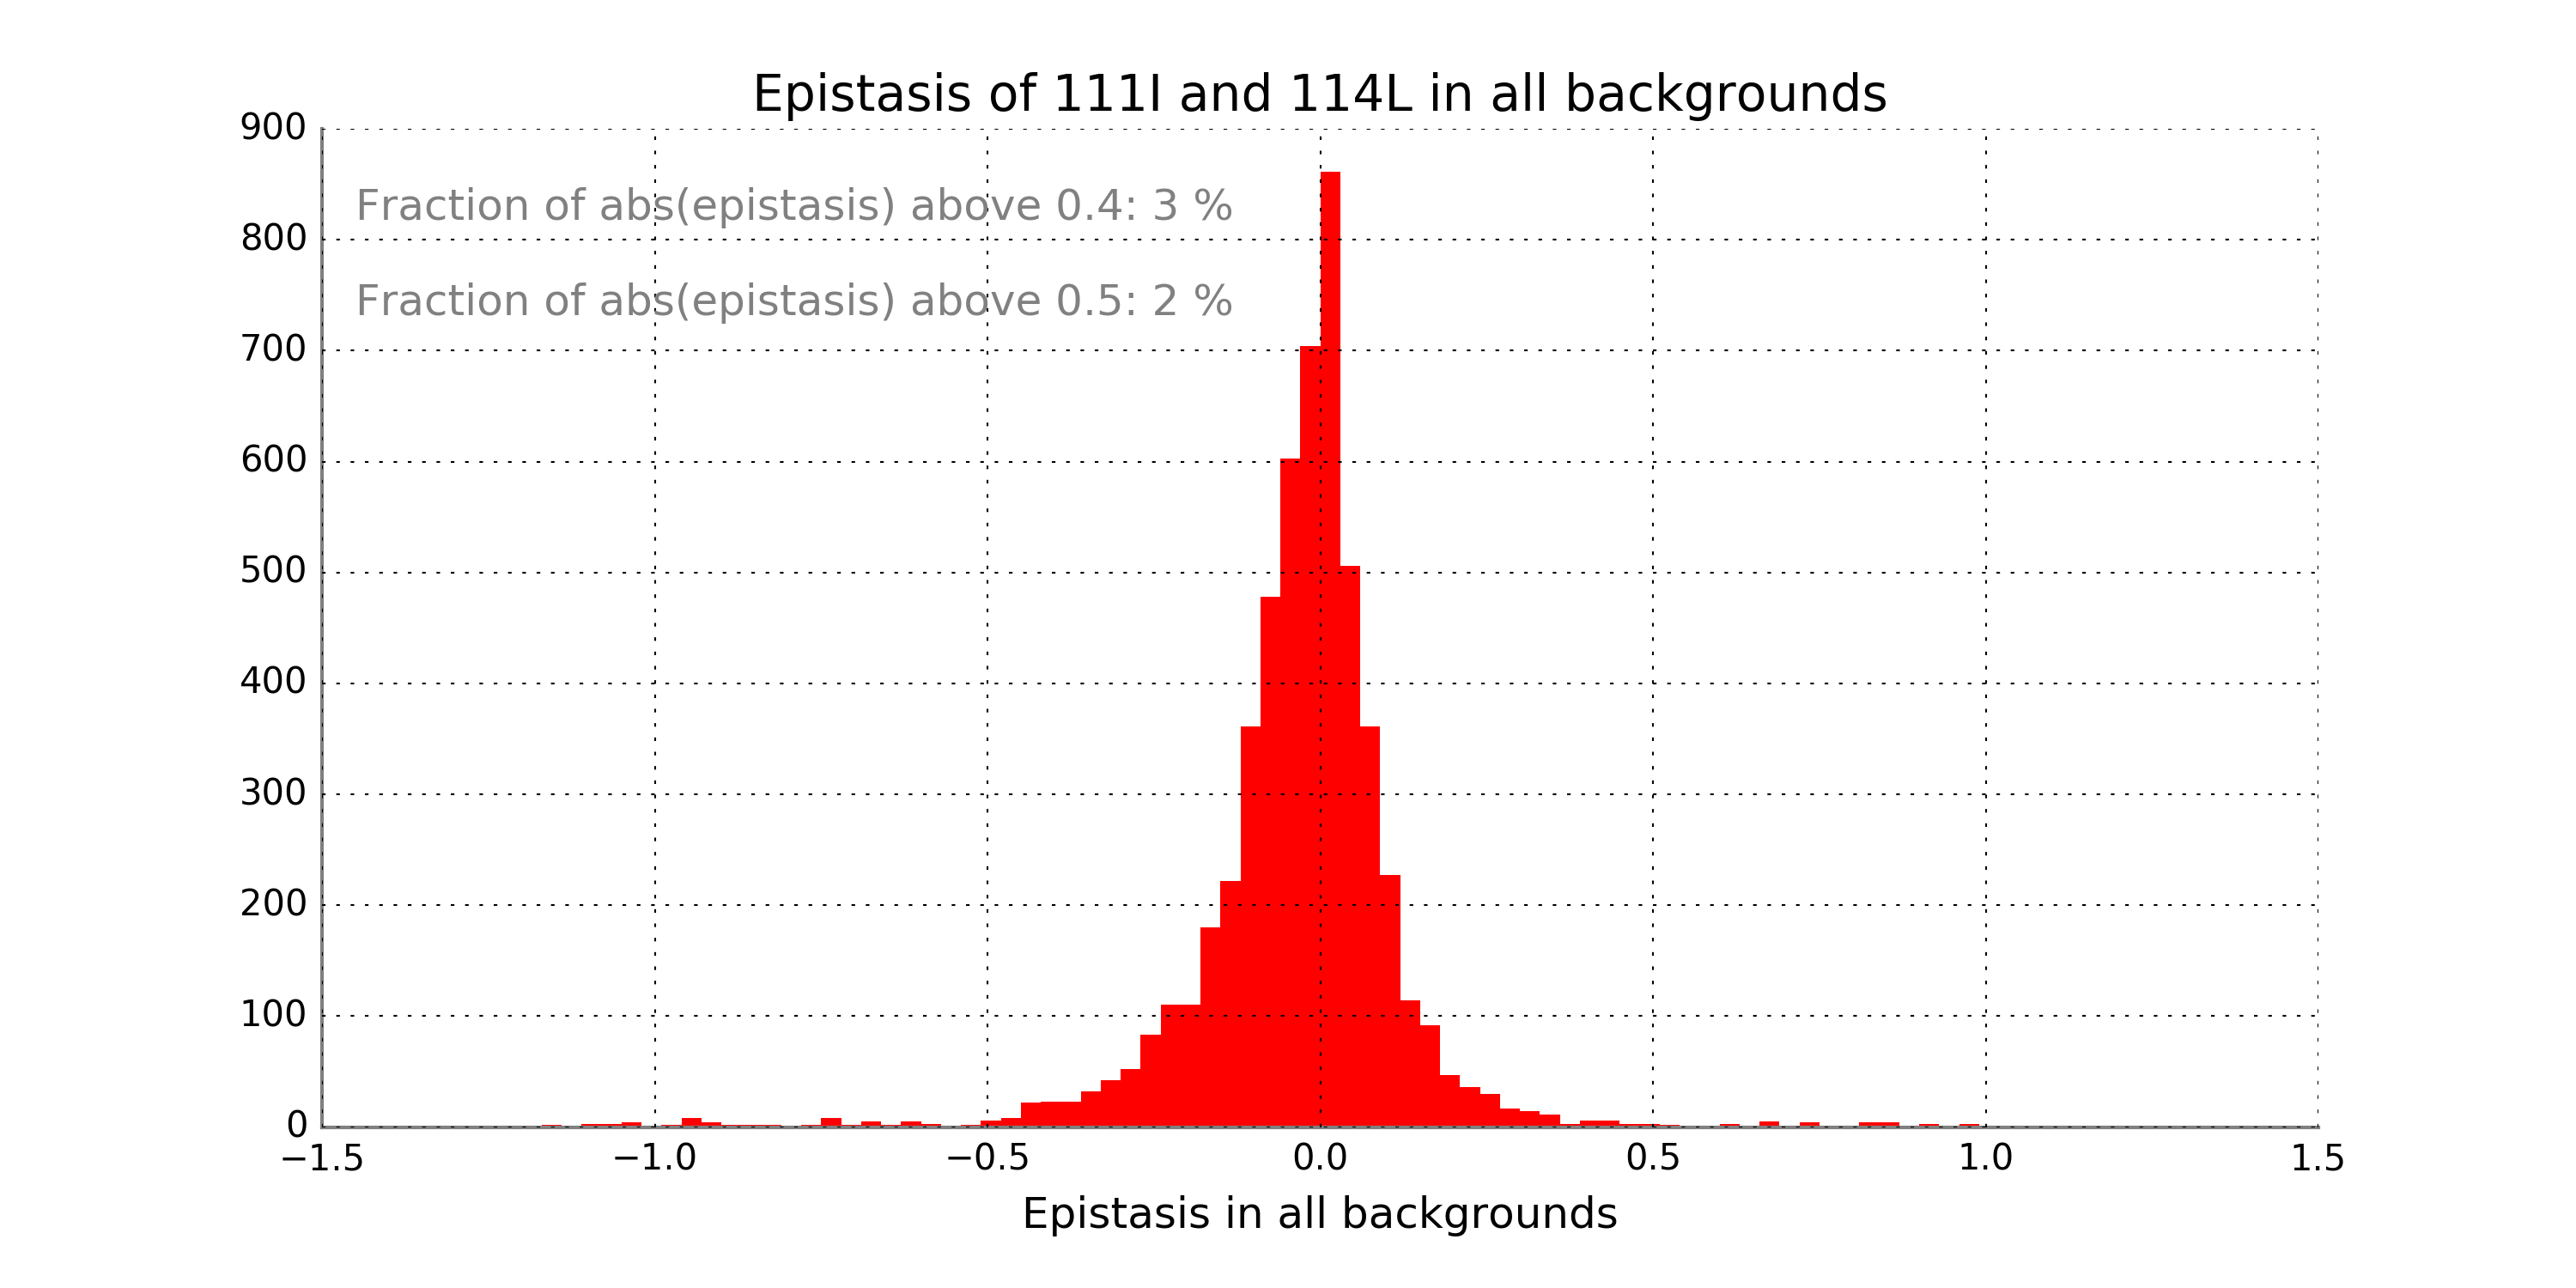 Epistasis of 111I and 114L in all backgrounds
900
Fraction of abs(epistasis) above 0.4: 3 %
800
Fraction of abs(epistasis) above 0.5: 2 %
700
600
500
400
300
200
100
0
−1.5 −1.0 −0.5 0.0 0.5 1.0 1.5
Epistasis in all backgrounds